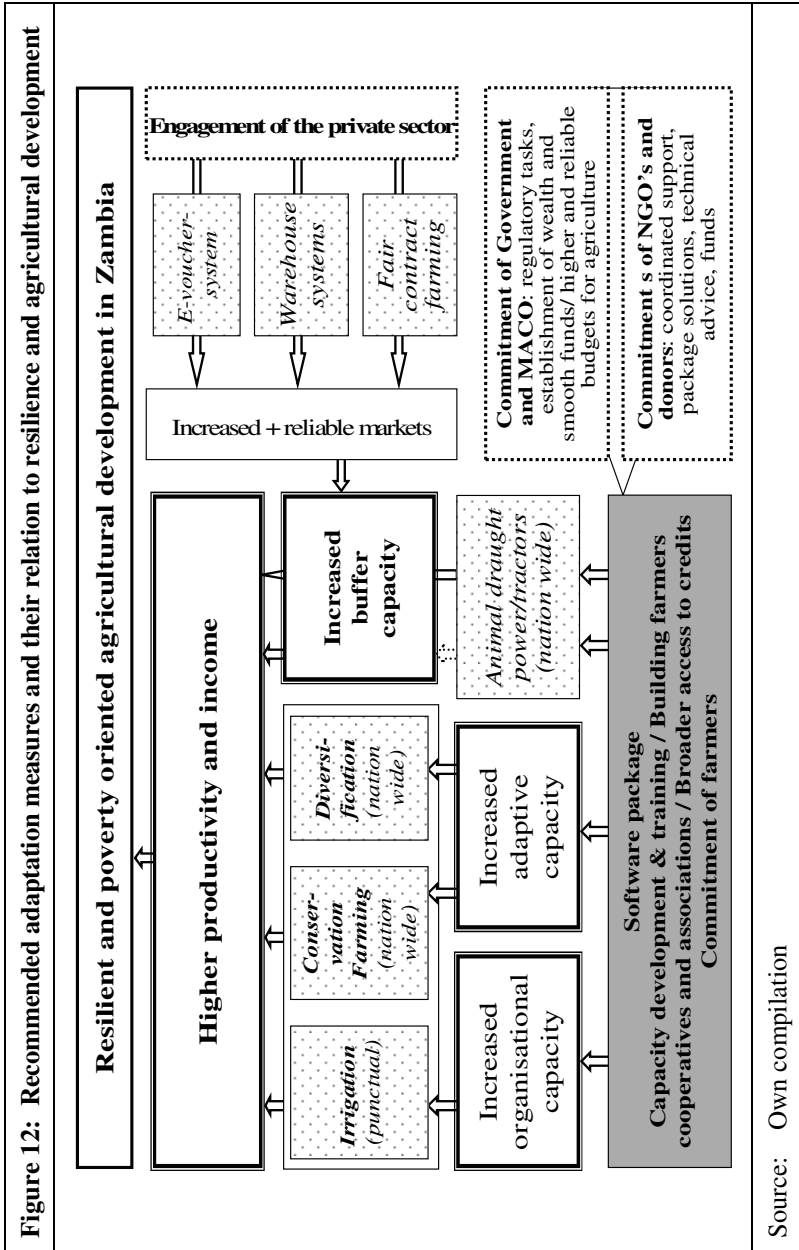 Figure 12: Recommended adaptation measures and their relation to resilience and agricultural development
Resilient and poverty oriented agricultural development in Zambia
Higher productivity and income
Irrigation
(punctual)
Conser-
vation
Farming
(nation
wide)
Diversi-
fication
(nation
wide)
Increased
buffer
capacity
Increased + reliable markets
E-voucher-
system
Warehouse
systems
Fair
contract
farming
Engagement of the private sector
Increased
organisational
capacity
Increased
adaptive
capacity
Animal draught
power/tractors
(nation wide)
Commitment of Government
and MACO: regulatory tasks,
establishment of wealth and
smooth funds/ higher and reliable
budgets for agriculture
Commitment s of NGO's and
donors: coordinated support,
package solutions, technical
advice, funds
Software package
Capacity development & training / Building farmers
cooperatives and associations / Broader access to credits
Commitment of farmers
Source: Own compilation